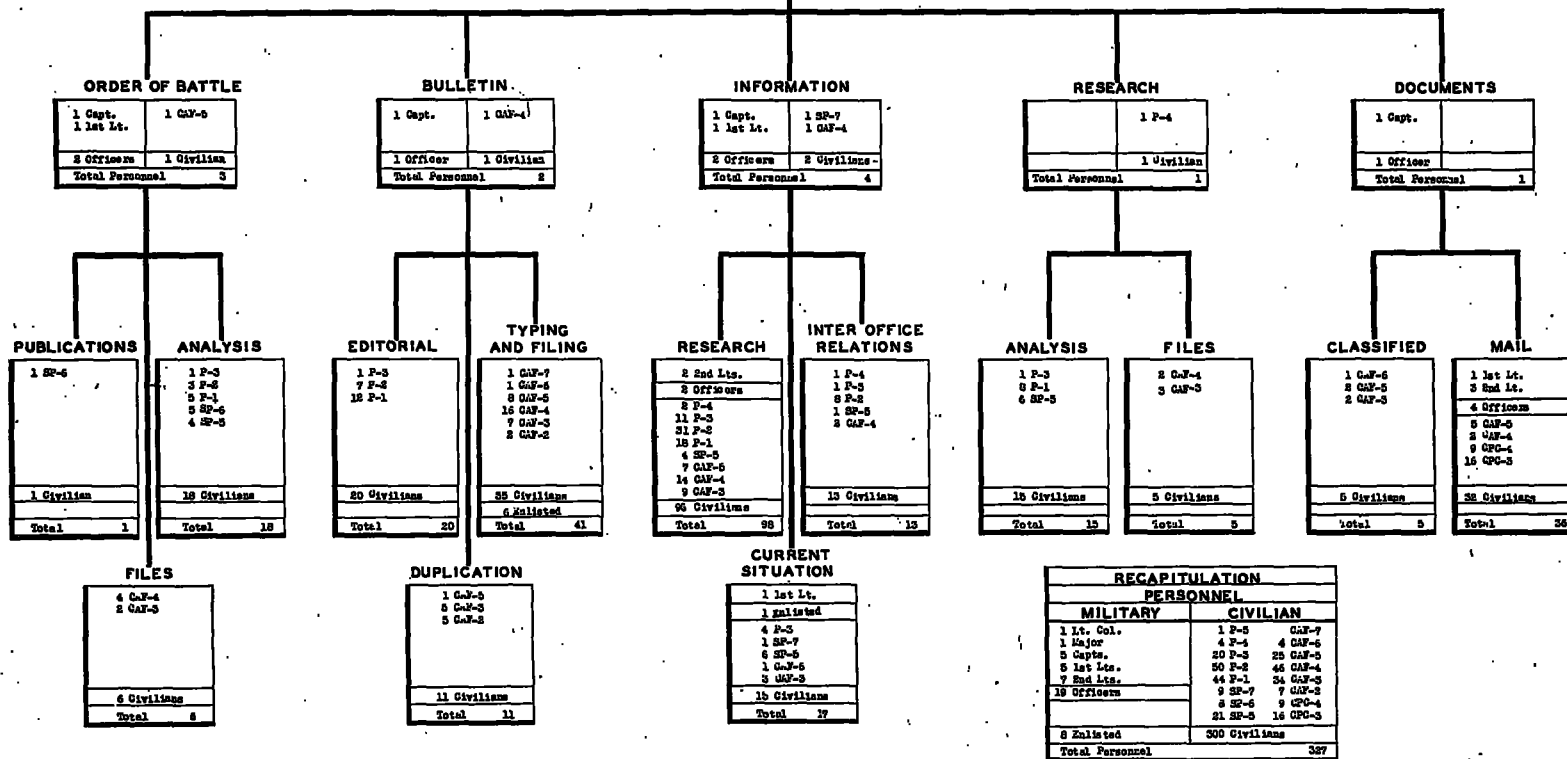 ORDER OF BATTLE
1 Capt. 1 CAF-5
1 1st Lt.
2 Officers 1 Civilian
Total Personnel 3
BULLETIN
1 Capt. 1 CAF-4
1 Officer 1 Civilian
Total Personnel 2
INFORMATION
1 Capt. 1 SP-7
1 1st Lt. 1 CAF-4
2 Officers 2 Civilians
Total Personnel 4
RESEARCH
1 P-4
1 Civilian
Total Personnel 1
DOCUMENTS
1 Capt.
1 Officer
Total Personnel 1
PUBLICATIONS
1 SP-6
1 Civilian
Total 1
ANALYSIS
1 P-3
3 P-2
5 P-1
5 SP-6
4 SP-5
18 Civilians
Total 18
EDITORIAL
1 P-3
7 P-2
12 P-1
20 Civilians
Total 20
TYPING
AND FILING
1 CAF-7
1 CAF-6
8 CAF-5
16 CAF-4
7 CAF-3
2 CAF-2
35 Civilians
6 Enlisted
Total 41
RESEARCH
2 2nd Lts.
2 Officers
2 P-4
11 P-3
31 P-2
18 P-1
4 SP-5
7 CAF-5
14 CAF-4
9 CAF-3
96 Civilians
Total 98
INTER OFFICE
RELATIONS
1 P-4
1 P-3
8 P-2
1 SP-5
2 CAF-4
13 Civilians
Total 13
ANALYSIS
1 P-3
8 P-1
6 SP-5
15 Civilians
Total 15
FILES
2 CAF-4
3 CAF-3
5 Civilians
Total 5
CLASSIFIED
1 CAF-6
2 CAF-5
2 CAF-3
5 Civilians
Total 5
MAIL
1 1st Lt.
3 2nd Lt.
4 Officers
5 CAF-5
2 CAF-4
9 CPC-4
16 CPC-3
32 Civilians
Total 36
FILES
4 CAF-4
2 CAF-3
6 Civilians
Total 6
DUPLICATION
1 CAF-5
5 CAF-3
5 CAF-2
11 Civilians
Total 11
CURRENT
SITUATION
1 1st Lt.
1 Enlisted
4 P-3
1 SP-7
6 SP-5
1 CAF-5
3 CAF-3
15 Civilians
Total 17
RECAPITULATION
PERSONNEL
MILITARY CIVILIAN
1 Lt. Col. 1 P-5 CAF-7
1 Major 4 P-4 4 CAF-6
5 Capts. 20 P-3 25 CAF-5
5 1st Lts. 50 P-2 46 CAF-4
7 2nd Lts. 44 P-1 34 CAF-3
19 Officers 9 SP-7 7 CAF-2
SP-6 9 CPC-4
21 SP-5 16 CPC-3
8 Enlisted 300 Civilians
Total Personnel 327